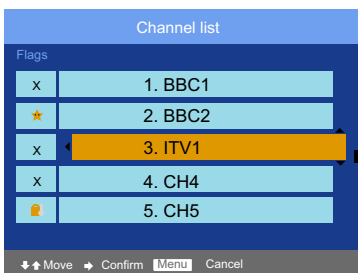 Channel list
Flags
x 1. BBC1
2. BBC2
x 3. ITV1
x 4. CH4
5. CH5
Move Confirm Menu Cancel